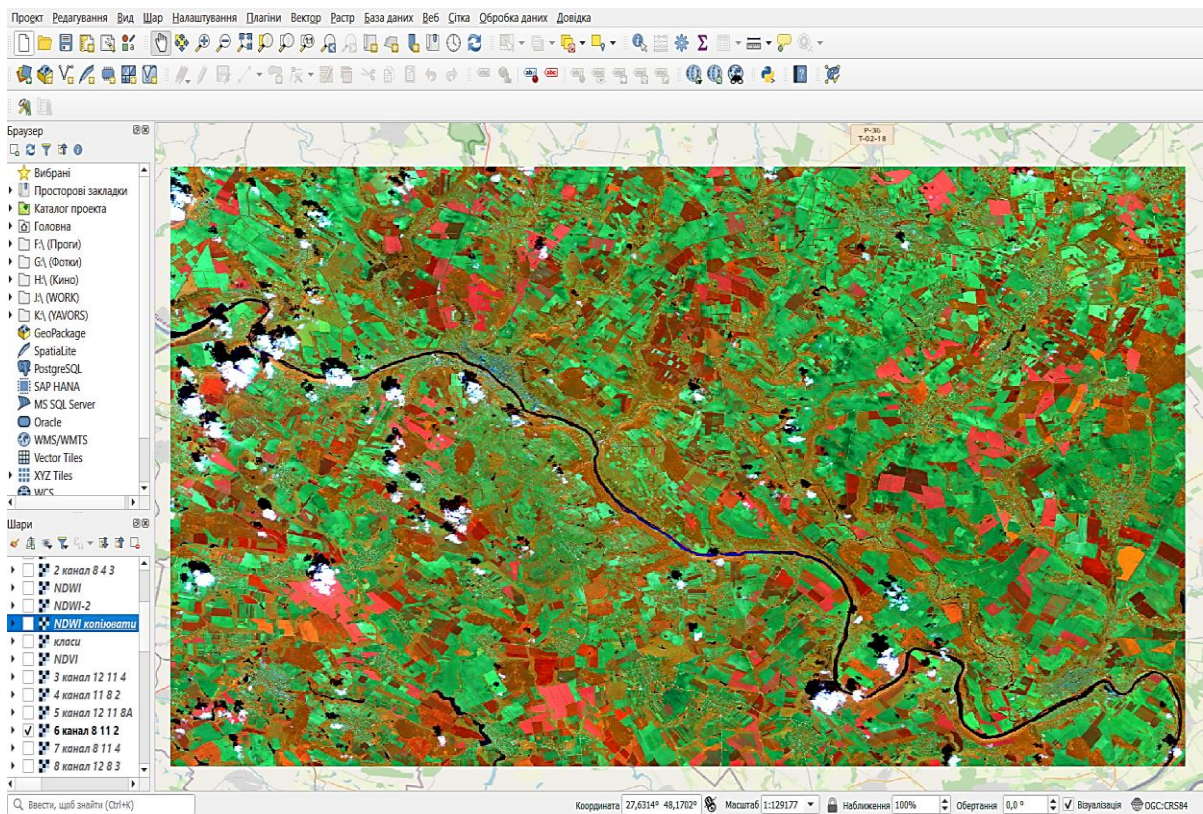 Проект Редагування Вид Шар Налаштування Плагіни Вектор Растр База даних Веб Сітка Обробка даних Довідка
Браузер
Вибрані
Просторові закладки
Каталог проекта
Головна
F:\ (Проги)
G:\ (Фотки)
H:\ (Кино)
J:\ (WORK)
K:\ (YAVORS)
GeoPackage
SpatiaLite
PostgreSQL
SAP HANA
MS SQL Server
Oracle
WMS/WMTS
Vector Tiles
XYZ Tiles
WCS
P-36
T-02-18
Шари
2 канал 8 4 3
NDWI
NDWI-2
NDWI копіювати
класи
NDVI
3 канал 12 11 4
4 канал 11 8 2
5 канал 12 11 8A
6 канал 8 11 2
7 канал 8 11 4
8 канал 12 8 3
Ввести, щоб знайти (Ctrl+K) Координата 27,6314° 48,1702° Масштаб 1:129177 Наближення 100% Обертання 0,0 ° Візуалізація OGC:CRS84